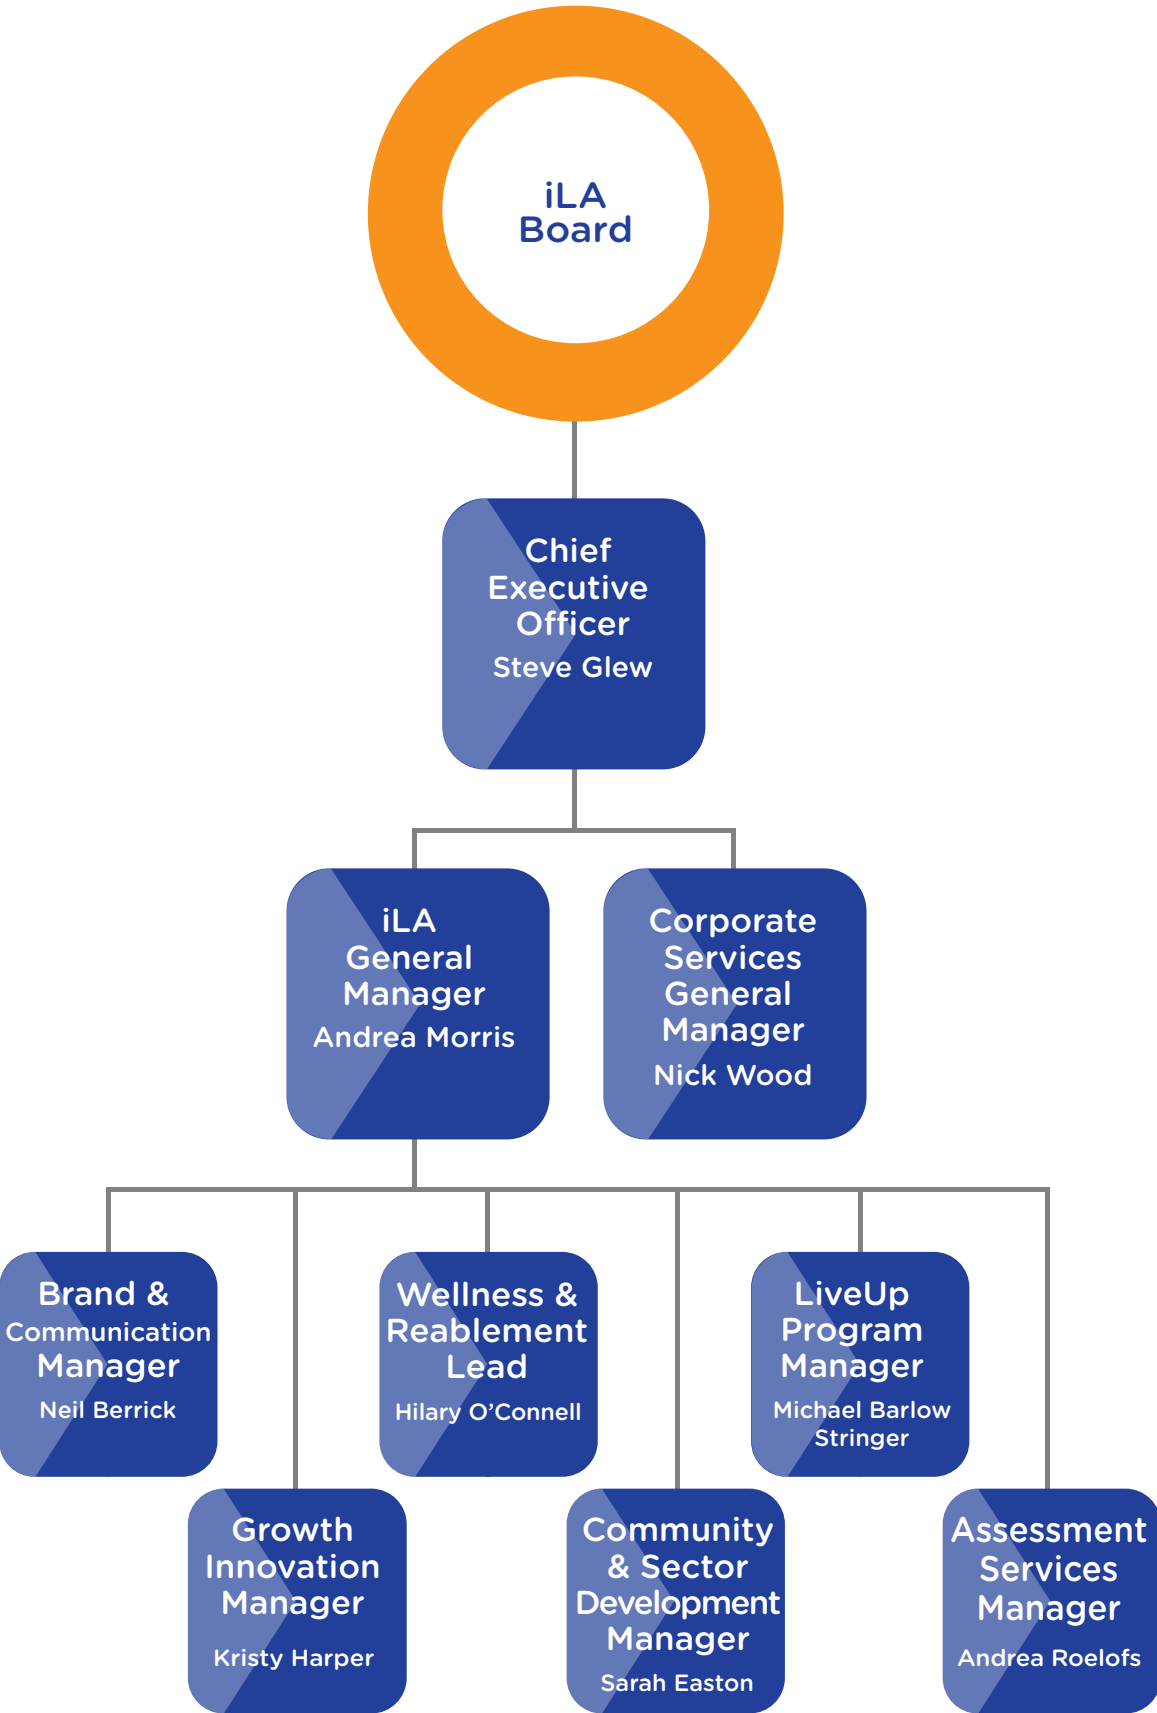 iLA
Board
Chief
Executive
Officer
Steve Glew
iLA
General
Manager
Andrea Morris
Corporate
Services
General
Manager
Nick Wood
Brand &
Communication
Manager
Neil Berrick
Wellness &
Reablement
Lead
Hilary O’Connell
LiveUp
Program
Manager
Michael Barlow
Stringer
Growth
Innovation
Manager
Kristy Harper
Community
& Sector
Development
Manager
Sarah Easton
Assessment
Services
Manager
Andrea Roelofs